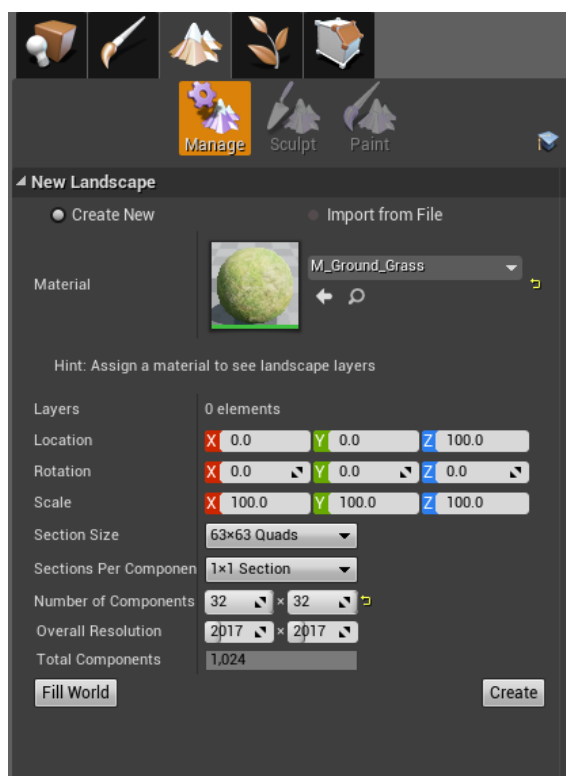 Manage Sculpt Paint
New Landscape
Create New Import from File
Material
M_Ground_Grass
Hint: Assign a material to see landscape layers
Layers 0 elements
Location X 0.0 Y 0.0 Z 100.0
Rotation X 0.0 Y 0.0 Z 0.0
Scale X 100.0 Y 100.0 Z 100.0
Section Size 63×63 Quads
Sections Per Componen 1×1 Section
Number of Components 32 × 32
Overall Resolution 2017 × 2017
Total Components 1,024
Fill World Create